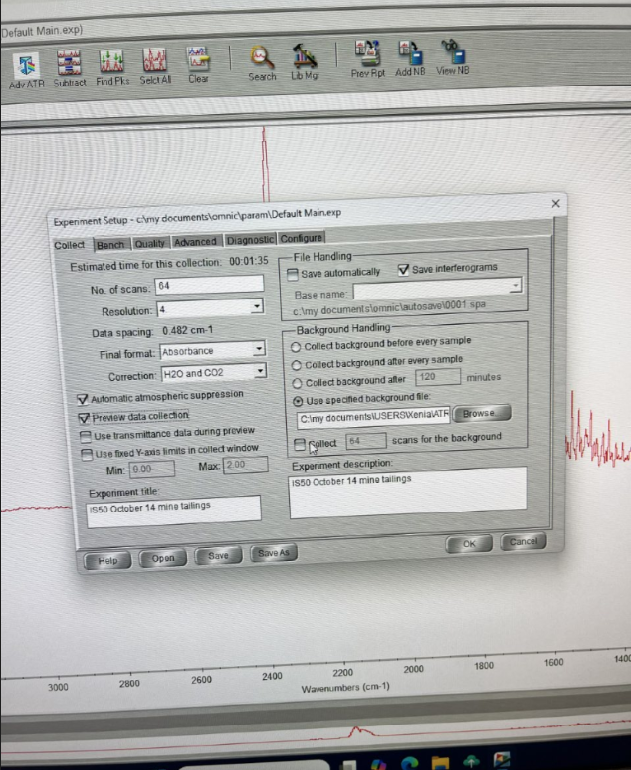 Default Main.exp)
Adv ATR Subtract Find Pks Selct All Clear Search Lib Mg Prev Rpt Add NB View NB
Experiment Setup - c:\my documents\omnic\param\Default Main.exp
Collect Bench Quality Advanced Diagnostic Configure
Estimated time for this collection: 00:01:35
No. of scans: 64
Resolution: 4
Data spacing: 0.482 cm-1
Final format: Absorbance
Correction: H2O and CO2
Automatic atmospheric suppression
Preview data collection
Use transmittance data during preview
Use fixed Y-axis limits in collect window
Min: 0.00 Max: 2.00
Experiment title:
IS50 October 14 mine tailings
File Handling
Save automatically Save interferograms
Base name:
c:\my documents\omnic\autosave\0001.spa
Background Handling
Collect background before every sample
Collect background after every sample
Collect background after 120 minutes
Use specified background file:
C:\my documents\USERS\Xenia\ATR Browse...
Collect 64 scans for the background
Experiment description:
IS50 October 14 mine tailings
Help Open Save Save As OK Cancel
3000 2800 2600 2400 2200 2000 1800 1600 1400
Wavenumbers (cm-1)